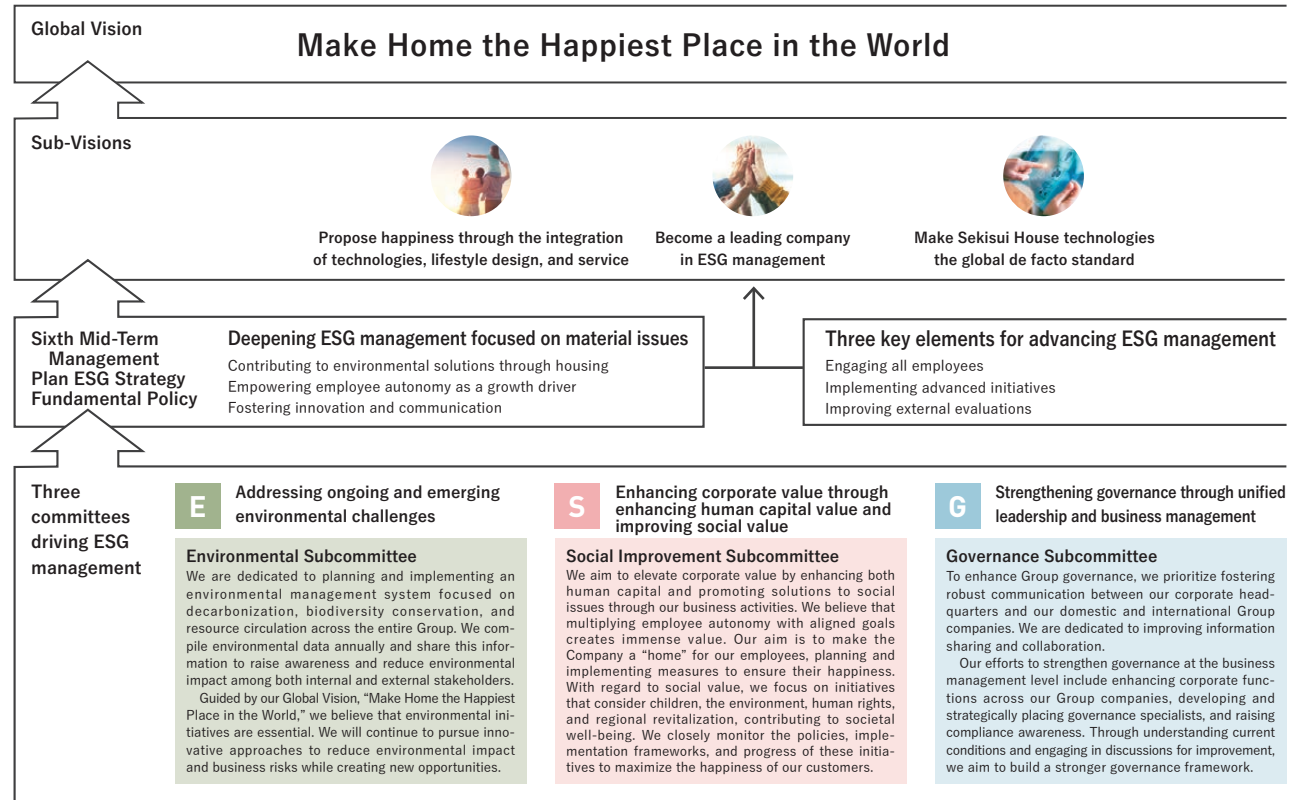 Global Vision
Make Home the Happiest Place in the World
Sub-Visions
Propose happiness through the integration
of technologies, lifestyle design, and service
Become a leading company
in ESG management
Make Sekisui House technologies
the global de facto standard
Sixth Mid-Term
Management
Plan ESG Strategy
Fundamental Policy
Deepening ESG management focused on material issues
Contributing to environmental solutions through housing
Empowering employee autonomy as a growth driver
Fostering innovation and communication
Three key elements for advancing ESG management
Engaging all employees
Implementing advanced initiatives
Improving external evaluations
Three
committees
driving ESG
management
E
Addressing ongoing and emerging
environmental challenges
Environmental Subcommittee
We are dedicated to planning and implementing an
environmental management system focused on
decarbonization, biodiversity conservation, and
resource circulation across the entire Group. We com-
pile environmental data annually and share this infor-
mation to raise awareness and reduce environmental
impact among both internal and external stakeholders.
Guided by our Global Vision, “Make Home the Happiest
Place in the World,” we believe that environmental ini-
tiatives are essential. We will continue to pursue inno-
vative approaches to reduce environmental impact
and business risks while creating new opportunities.
S
Enhancing corporate value through
enhancing human capital value and
improving social value
Social Improvement Subcommittee
We aim to elevate corporate value by enhancing both
human capital and promoting solutions to social
issues through our business activities. We believe that
multiplying employee autonomy with aligned goals
creates immense value. Our aim is to make the
Company a “home” for our employees, planning and
implementing measures to ensure their happiness.
With regard to social value, we focus on initiatives
that consider children, the environment, human rights,
and regional revitalization, contributing to societal
well-being. We closely monitor the policies, imple-
mentation frameworks, and progress of these initia-
tives to maximize the happiness of our customers.
G
Strengthening governance through unified
leadership and business management
Governance Subcommittee
To enhance Group governance, we prioritize fostering
robust communication between our corporate head-
quarters and our domestic and international Group
companies. We are dedicated to improving information
sharing and collaboration.
Our efforts to strengthen governance at the business
management level include enhancing corporate func-
tions across our Group companies, developing and
strategically placing governance specialists, and raising
compliance awareness. Through understanding current
conditions and engaging in discussions for improvement,
we aim to build a stronger governance framework.